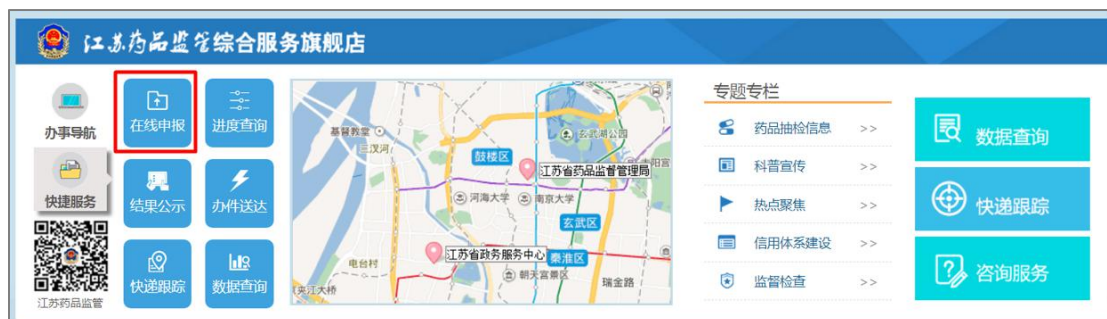 江苏药品监管综合服务旗舰店
办事导航
快捷服务
江苏药品监管
在线申报
进度查询
结果公示
办件送达
快递跟踪
数据查询
基督教堂
三汊河
鼓楼区
玄武湖公园
江苏省药品监督管理局
河海大学
南京大学
玄武区
江苏省政务服务中心
秦淮区
电台村
朝天宫景区
瑞金路
夹江大桥
专题专栏
药品抽检信息 >>
科普宣传 >>
热点聚焦 >>
信用体系建设 >>
监督检查 >>
数据查询
快递跟踪
咨询服务